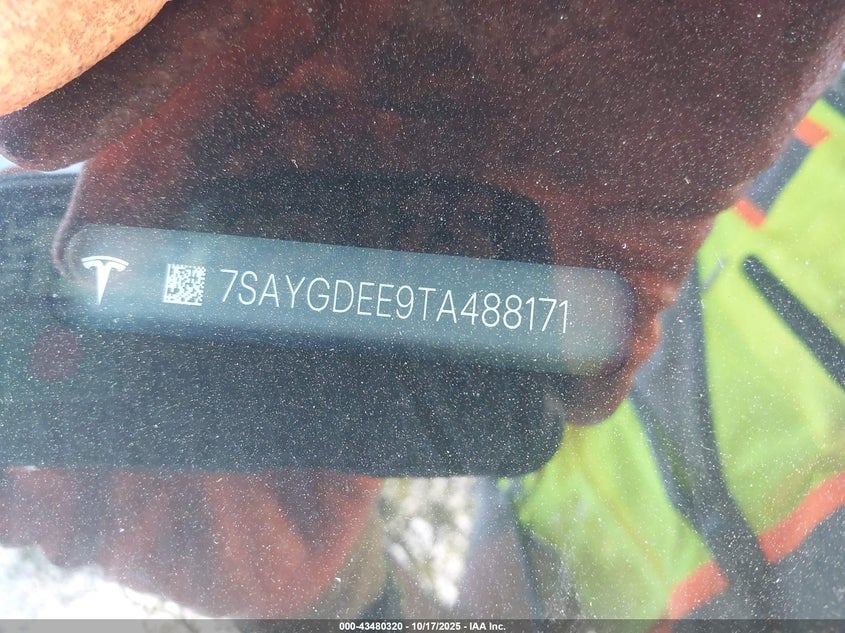 7SAYGDEE9TA488171
000-43480320 - 10/17/2025 - IAA Inc.